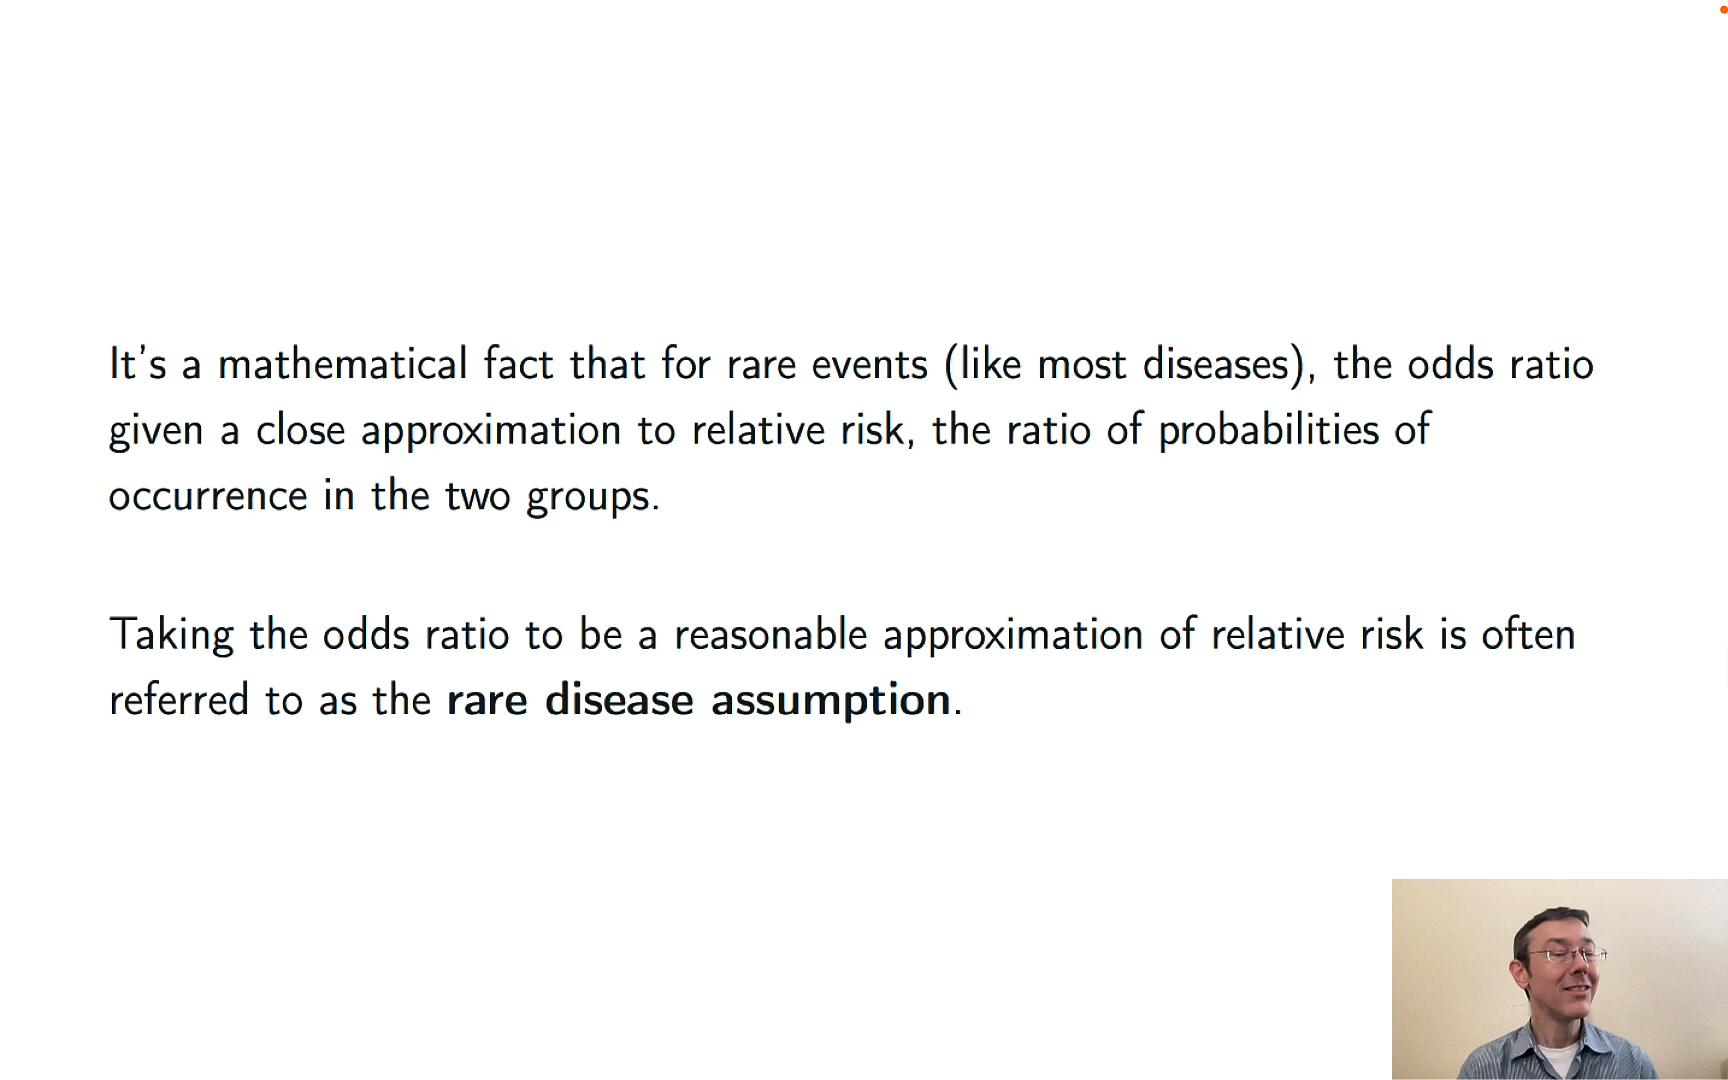 It's a mathematical fact that for rare events (like most diseases), the odds ratio
given a close approximation to relative risk, the ratio of probabilities of
occurrence in the two groups.
Taking the odds ratio to be a reasonable approximation of relative risk is often
referred to as the rare disease assumption.